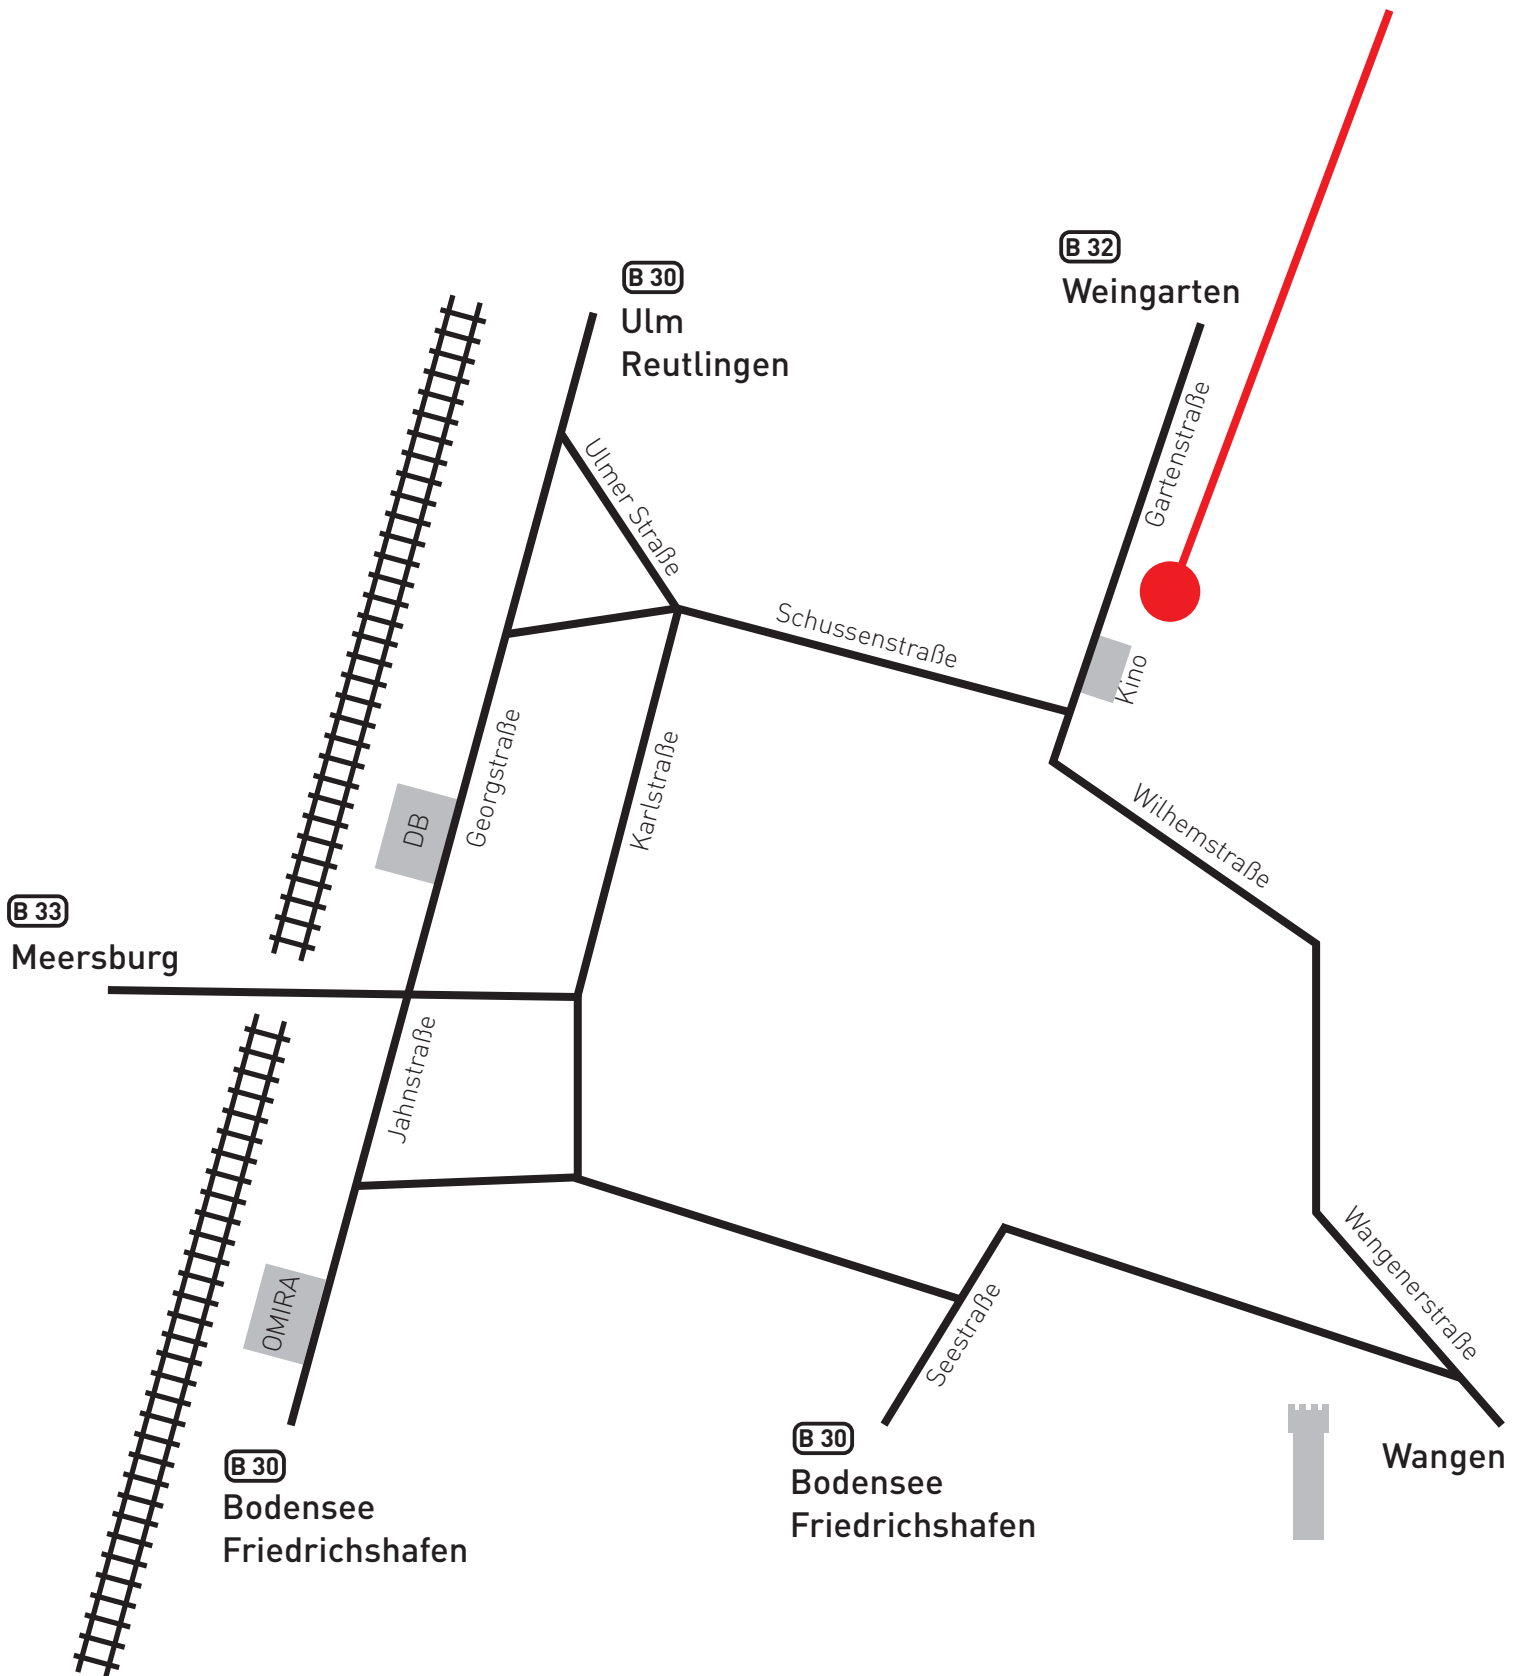 B 32
Weingarten
B 30
Ulm
Reutlingen
Gartenstraße
Ulmer Straße
Schussenstraße
Kino
Georgstraße
Karlstraße
DB
Wilhemstraße
B 33
Meersburg
Jahnstraße
Wangenerstraße
OMIRA
Seestraße
B 30
Bodensee
Friedrichshafen
B 30
Bodensee
Friedrichshafen
Wangen